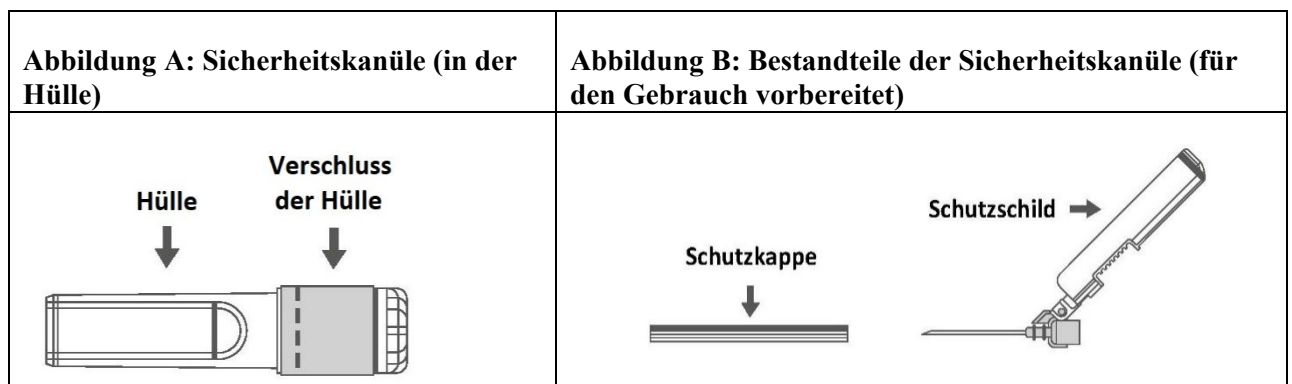 Abbildung A: Sicherheitskanüle (in der
Hülle)
Abbildung B: Bestandteile der Sicherheitskanüle (für
den Gebrauch vorbereitet)
Hülle
Verschluss
der Hülle
Schutzkappe
Schutzschild